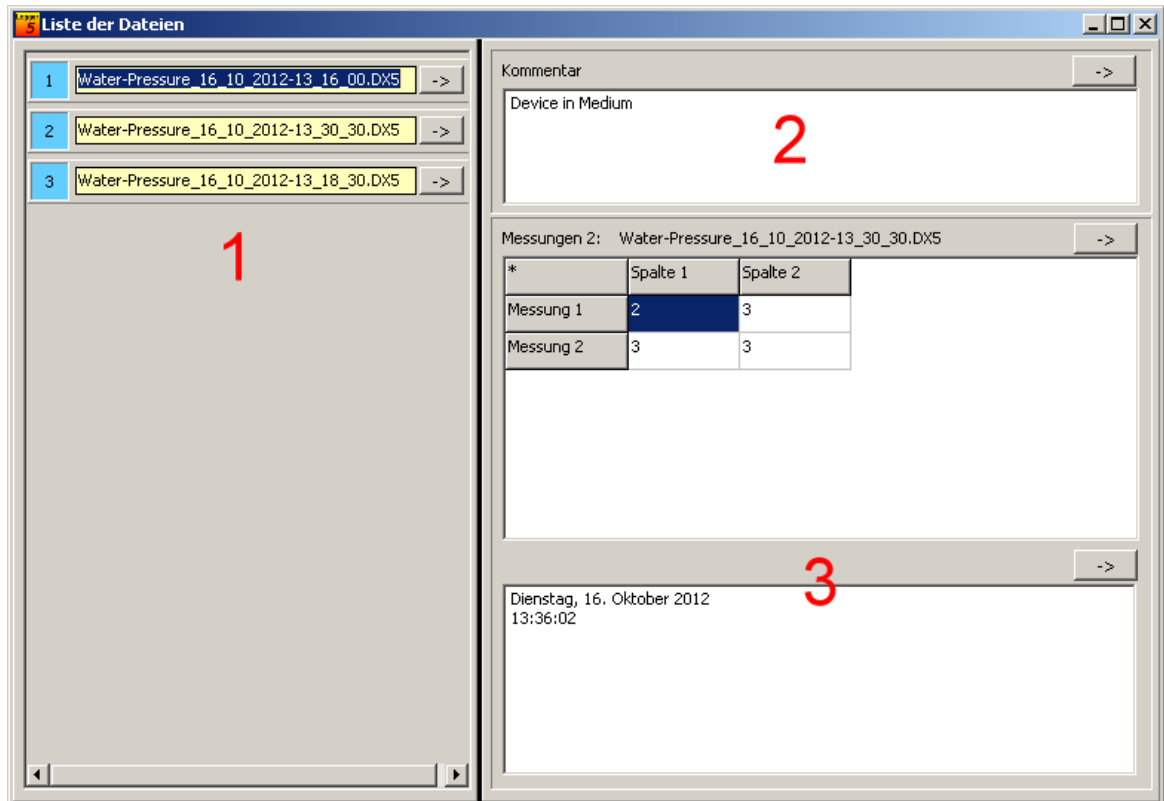 Logger 5 Liste der Dateien
1 Water-Pressure_16_10_2012-13_16_00.DX5 ->
2 Water-Pressure_16_10_2012-13_30_30.DX5 ->
3 Water-Pressure_16_10_2012-13_18_30.DX5 ->
1
Kommentar ->
Device in Medium
2
Messungen 2: Water-Pressure_16_10_2012-13_30_30.DX5 ->
* Spalte 1 Spalte 2
Messung 1 2 3
Messung 2 3 3
->
3
Dienstag, 16. Oktober 2012
13:36:02